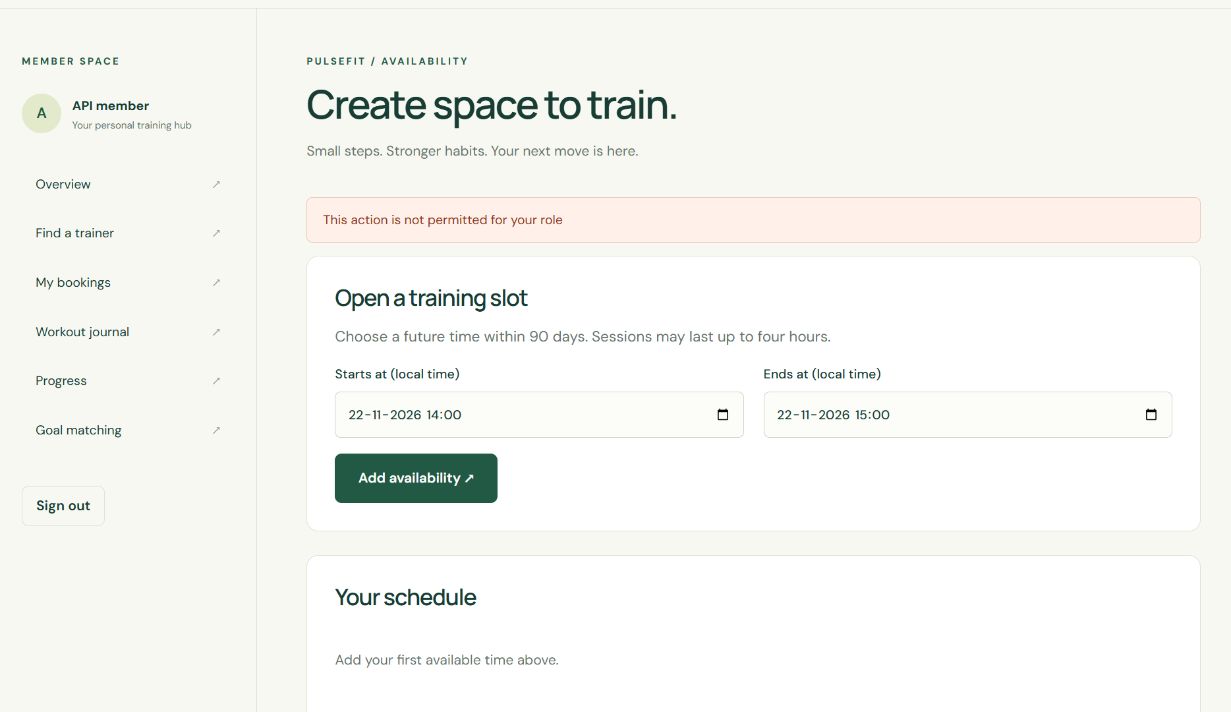 MEMBER SPACE
A
API member
Your personal training hub
Overview ↗
Find a trainer ↗
My bookings ↗
Workout journal ↗
Progress ↗
Goal matching ↗
Sign out
PULSEFIT / AVAILABILITY
Create space to train.
Small steps. Stronger habits. Your next move is here.
This action is not permitted for your role
Open a training slot
Choose a future time within 90 days. Sessions may last up to four hours.
Starts at (local time)
22-11-2026 14:00
Ends at (local time)
22-11-2026 15:00
Add availability ↗
Your schedule
Add your first available time above.